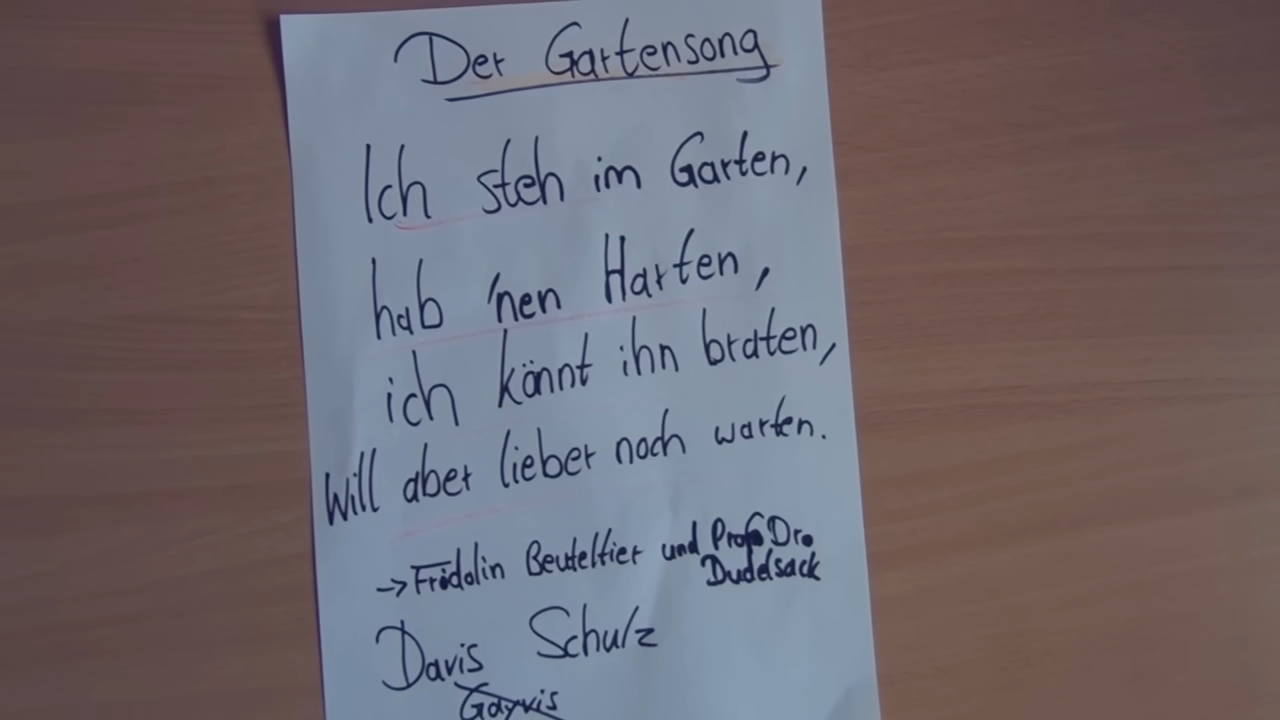 Der Gartensong
Ich steh im Garten,
hab 'nen Harten,
ich könnt ihn braten,
Will aber lieber noch warten.
→ Fridolin Beuteltier und Prof. Dr.
Dudelsack
Davis Schulz
Gayvis